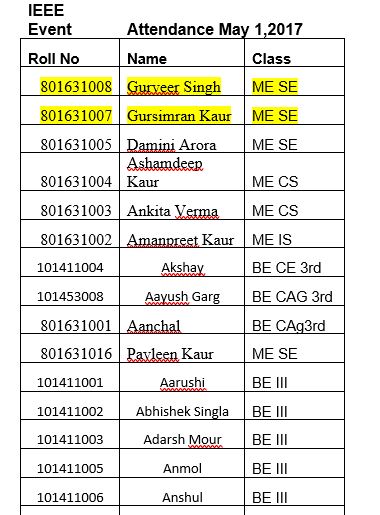 IEEE
Event Attendance May 1,2017
Roll No Name Class
801631008 Gurveer Singh ME SE
801631007 Gursimran Kaur ME SE
801631005 Damini Arora ME SE
801631004 Ashamdeep
Kaur ME CS
801631003 Ankita Verma ME CS
801631002 Amanpreet Kaur ME IS
101411004 Akshay BE CE 3rd
101453008 Aayush Garg BE CAG 3rd
801631001 Aanchal BE CAg3rd
801631016 Pavleen Kaur ME SE
101411001 Aarushi BE III
101411002 Abhishek Singla BE III
101411003 Adarsh Mour BE III
101411005 Anmol BE III
101411006 Anshul BE III